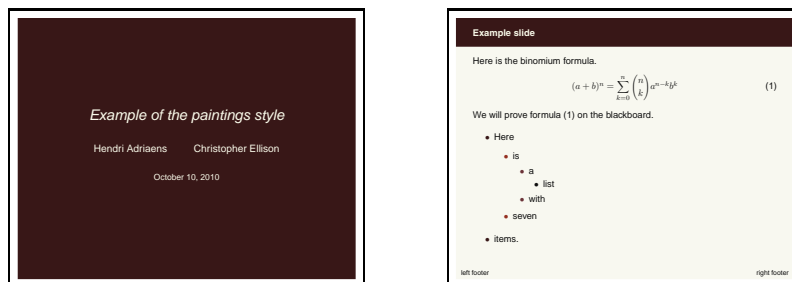 Example of the paintings style
Hendri Adriaens Christopher Ellison
October 10, 2010
Example slide
Here is the binomium formula.
(a + b)^n = \sum_{k=0}^{n} \binom{n}{k} a^{n-k} b^k (1)
We will prove formula (1) on the blackboard.
• Here
• is
• a
• list
• with
• seven
• items.
left footer right footer